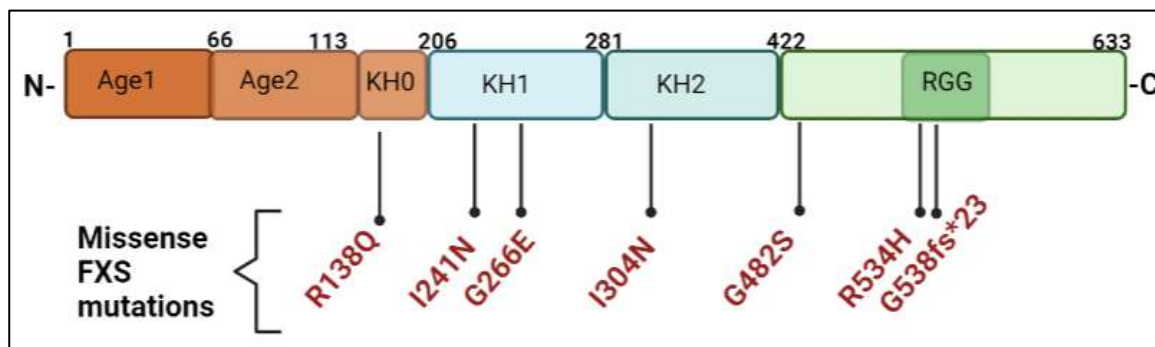 1 66 113 206 281 422 633
N- Age1 Age2 KH0 KH1 KH2 RGG -C
Missense
FXS
mutations
R138Q I241N G266E I304N G482S R534H G538fs*23